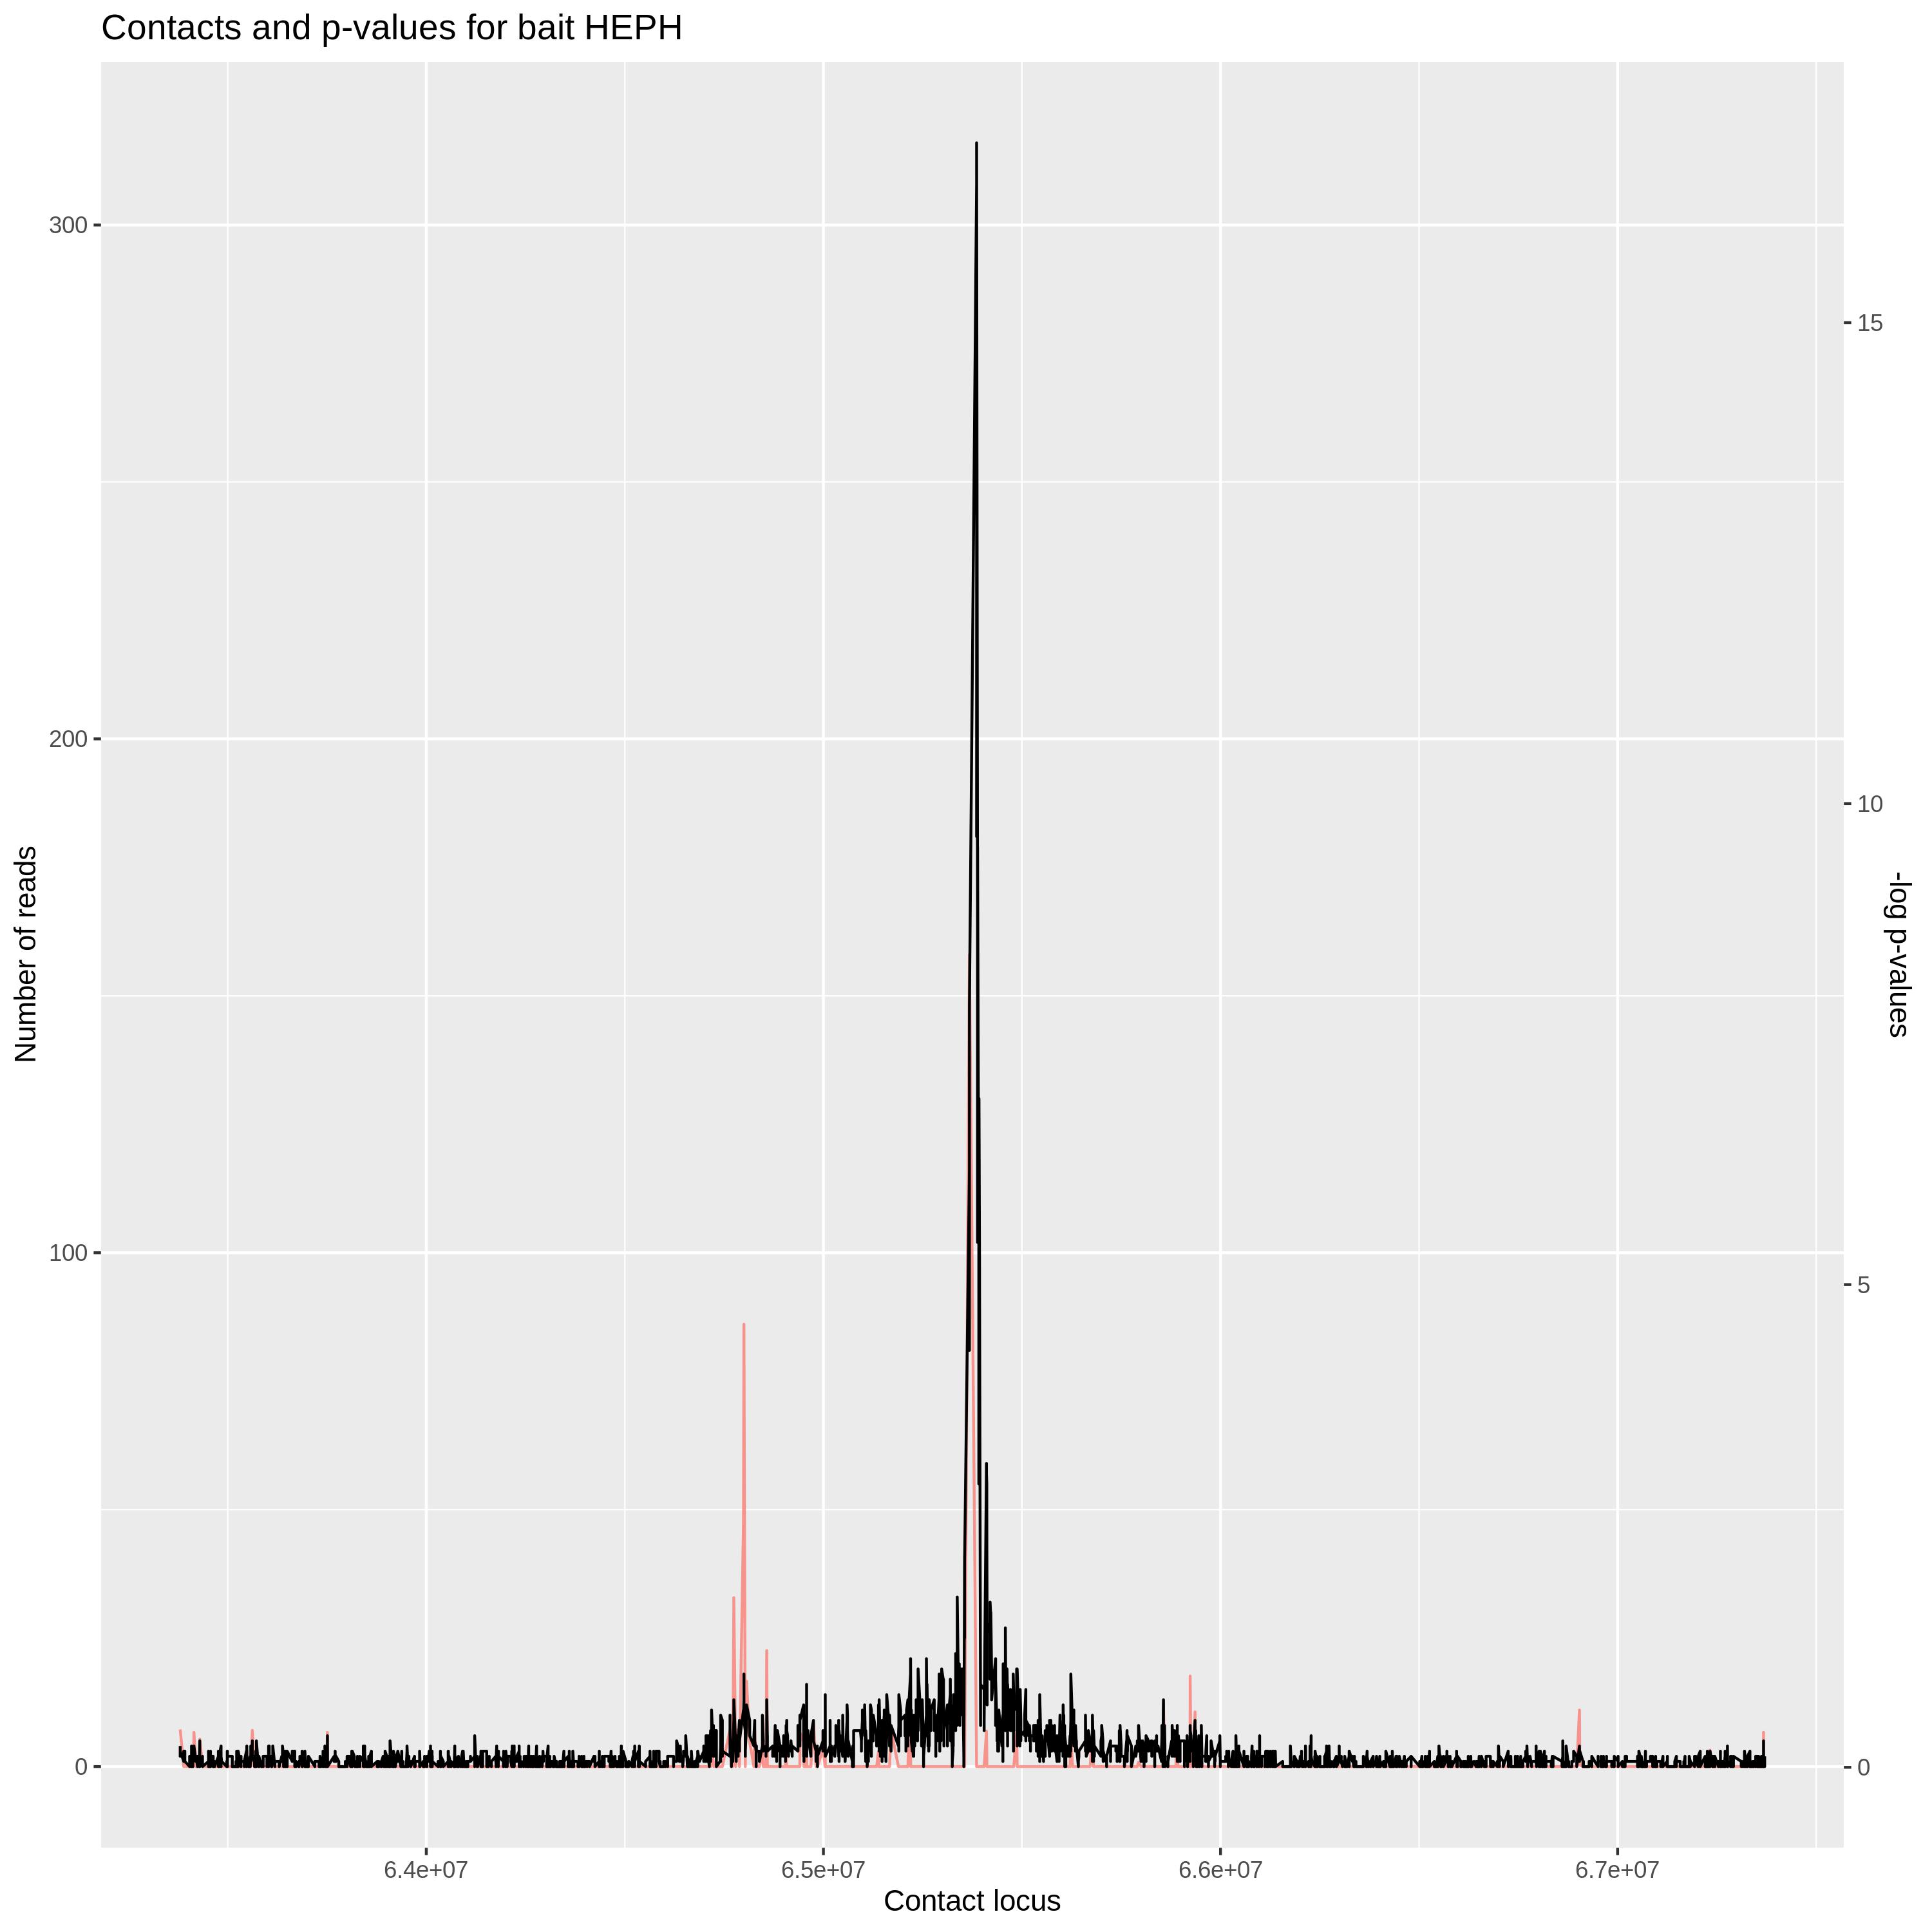 Contacts and p-values for bait HEPH
300
200
100
0
Number of reads
15
10
5
0
-log p-values
6.4e+07 6.5e+07 6.6e+07 6.7e+07
Contact locus